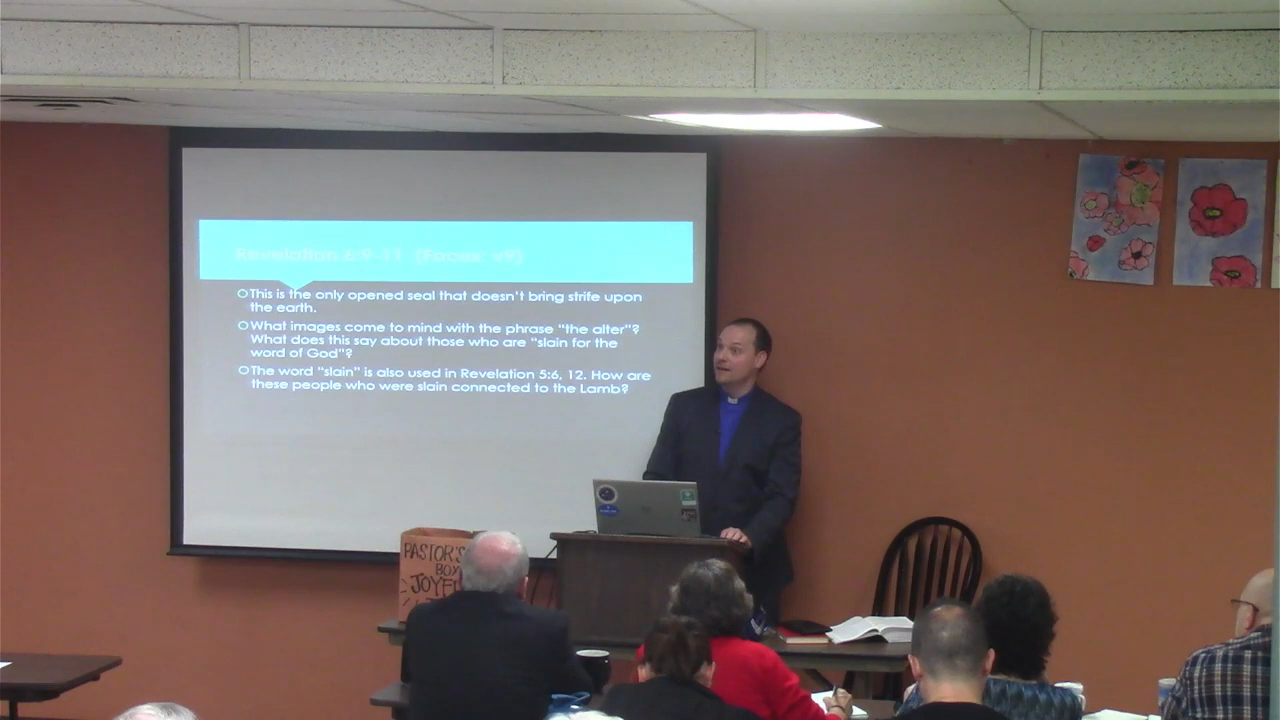 Revelation 6:9-11 (Focus: v9)
This is the only opened seal that doesn't bring strife upon
the earth.
What images come to mind with the phrase "the alter"?
What does this say about those who are "slain for the
word of God"?
The word "slain" is also used in Revelation 5:6, 12. How are
these people who were slain connected to the Lamb?
PASTOR'S
BOX